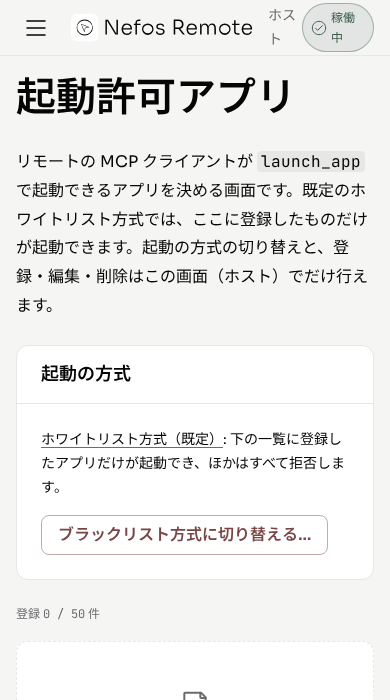 Nefos Remote
ホス
ト
稼働
中
起動許可アプリ
リモートの MCP クライアントが launch_app
で起動できるアプリを決める画面です。既定のホ
ワイトリスト方式では、ここに登録したものだけ
が起動できます。起動の方式の切り替えと、登
録・編集・削除はこの画面（ホスト）でだけ行え
ます。
起動の方式
ホワイトリスト方式（既定）: 下の一覧に登録し
たアプリだけが起動でき、ほかはすべて拒否しま
す。
ブラックリスト方式に切り替える…
登録 0 / 50 件